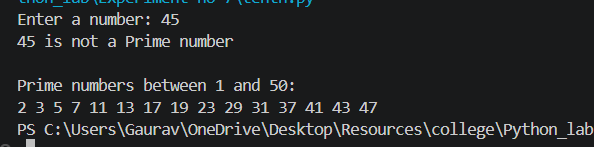 thon_lab\Experiment no 7\tenth.py
Enter a number: 45
45 is not a Prime number
Prime numbers between 1 and 50:
2 3 5 7 11 13 17 19 23 29 31 37 41 43 47
PS C:\Users\Gaurav\OneDrive\Desktop\Resources\college\Python_lab